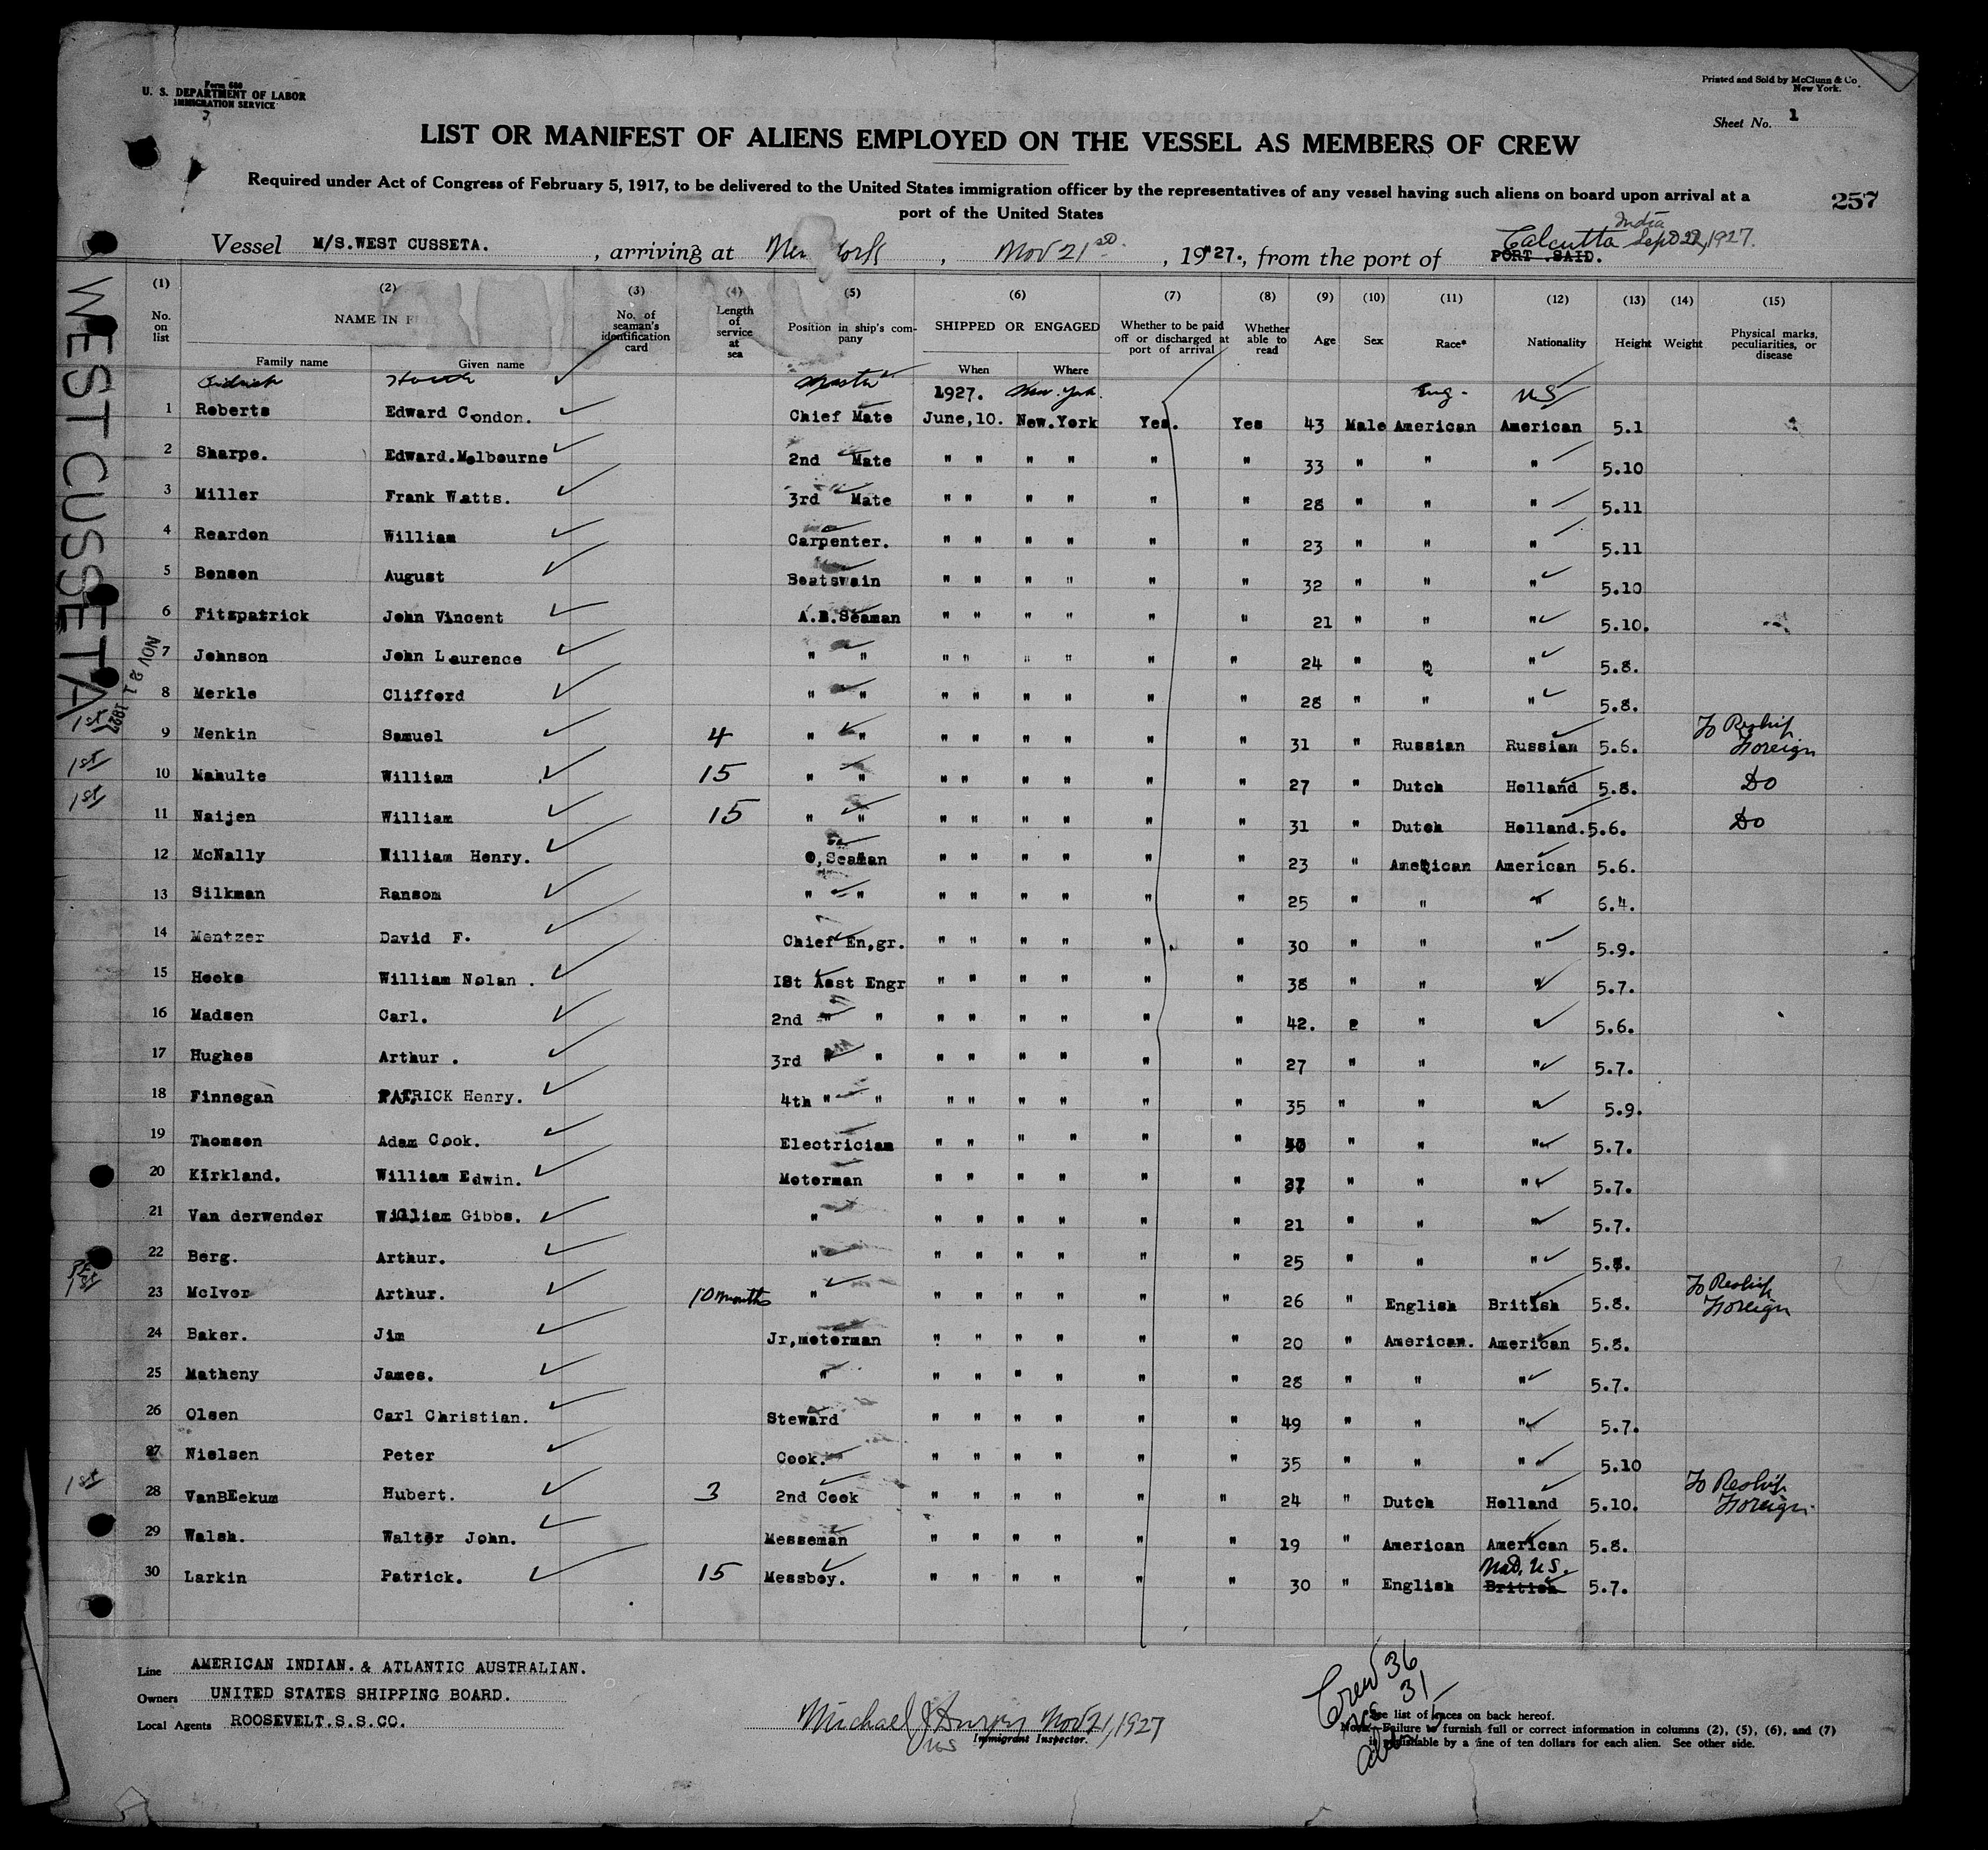 Form 680
U. S. DEPARTMENT OF LABOR
IMMIGRATION SERVICE
Printed and Sold by McClunn & Co.
New York.
Sheet No. 1
LIST OR MANIFEST OF ALIENS EMPLOYED ON THE VESSEL AS MEMBERS OF CREW
Required under Act of Congress of February 5, 1917, to be delivered to the United States immigration officer by the representatives of any vessel having such aliens on board upon arrival at a
port of the United States
257
Vessel M/S.WEST CUSSETA. , arriving at New York , Nov 21 , 1927., from the port of PORT SAID. Calcutta India Sept 22, 1927.
WEST CUSSETA
NOV 21 1927
(1) (2) (3) (4) (5) (6) (7) (8) (9) (10) (11) (12) (13) (14) (15)
No. on list NAME IN No. of seaman's identification card Length of service at sea Position in ship's company SHIPPED OR ENGAGED Whether to be paid off or discharged at port of arrival Whether able to read Age Sex Race* Nationality Height Weight Physical marks, peculiarities, or disease
Family name Given name When Where
Master 1927. New York. Eng. U.S
1 Roberts Edward Condon. Chief Mate June,10. New.York Yes. Yes 43 Male American American 5.1
2 Sharpe. Edward.Melbourne 2nd Mate " " " " " " 33 " " " 5.10
3 Miller Frank Watts. 3rd Mate " " " " " " 28 " " " 5.11
4 Reardon William Carpenter. " " " " " " 23 " " " 5.11
5 Bensen August Boatswain " " " " " " 32 " " " 5.10
6 Fitzpatrick John Vincent A.B.Seaman " " " " " " 21 " " " 5.10.
7 Johnson John Laurence " " " " " " " " 24 " " " 5.8.
8 Merkle Clifford " " " " " " " " 28 " " " 5.8.
1st 9 Menkin Samuel 4 " " " " " " " " 31 " Russian Russian 5.6. To Reship Foreign
1st 10 Mahulte William 15 " " " " " " " " 27 " Dutch Holland 5.8. Do
1st 11 Naijen William 15 " " " " " " " " 31 " Dutch Holland. 5.6. Do
12 McNally William Henry. O,Seaman " " " " " " 23 " American American 5.6.
13 Silkman Ransom " " " " " " " " 25 " " " 6.4.
14 Mentzer David F. Chief En,gr. " " " " " " 30 " " " 5.9.
15 Hooks William Nolan . ISt Asst Engr " " " " " " 38 " " " 5.7.
16 Madsen Carl. 2nd " " " " " " " " 42. " " 5.6.
17 Hughes Arthur . 3rd " " " " " " " " 27 " " " 5.7.
18 Finnegan PATRICK Henry. 4th " " " " " " " " 35 " " " 5.9.
19 Thomson Adam Cook. Electrician " " " " " " " " " 5.7.
20 Kirkland. William Edwin. Motorman " " " " " " 37 " " " 5.7.
21 Van derwender William Gibbs. " " " " " " " 21 " " " 5.7.
22 Berg. Arthur. " " " " " " " 25 " " " 5.8.
1st 23 McIver Arthur. 10 months " " " " " " " 26 " English British 5.8. To Reship Foreign
24 Baker. Jim Jr,motorman " " " " " " 20 " American. American 5.8.
25 Matheny James. " " " " " " " 28 " " " 5.7.
26 Olsen Carl Christian. Steward " " " " " " 49 " " " 5.7.
27 Nielsen Peter Cook. " " " " " " 35 " " " 5.10
1st 28 VanBEekum Hubert. 3 2nd Cook " " " " " " 24 " Dutch Holland 5.10. To Reship Foreign
29 Walsh. Walter John. Messeman " " " " " " 19 " American American 5.8.
30 Larkin Patrick. 15 Messboy. " " " " " " 30 " English British Nat. U.S. 5.7.
Line AMERICAN INDIAN. & ATLANTIC AUSTRALIAN.
Owners UNITED STATES SHIPPING BOARD.
Local Agents ROOSEVELT.S.S.CO.
Michael Nov 21, 1927
Immigrant Inspector.
Crew 36
31
See list of races on back hereof.
Note.—Failure to furnish full or correct information in columns (2), (5), (6), and (7)
is punishable by a fine of ten dollars for each alien. See other side.